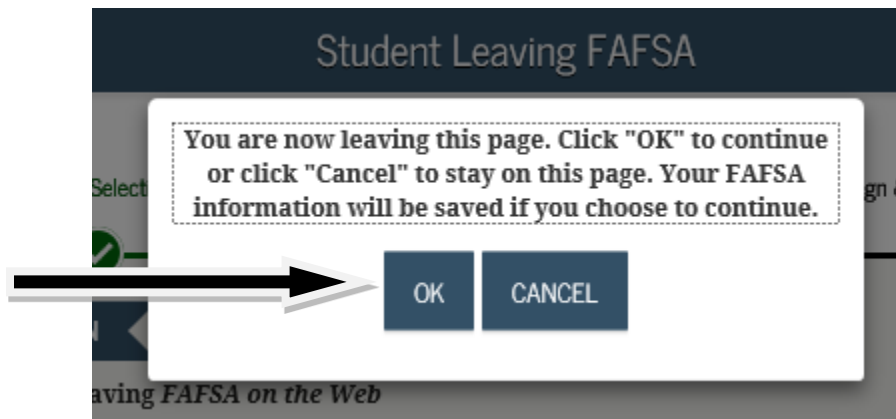 Student Leaving FAFSA
You are now leaving this page. Click "OK" to continue
or click "Cancel" to stay on this page. Your FAFSA
information will be saved if you choose to continue.
OK CANCEL
FAFSA on the Web